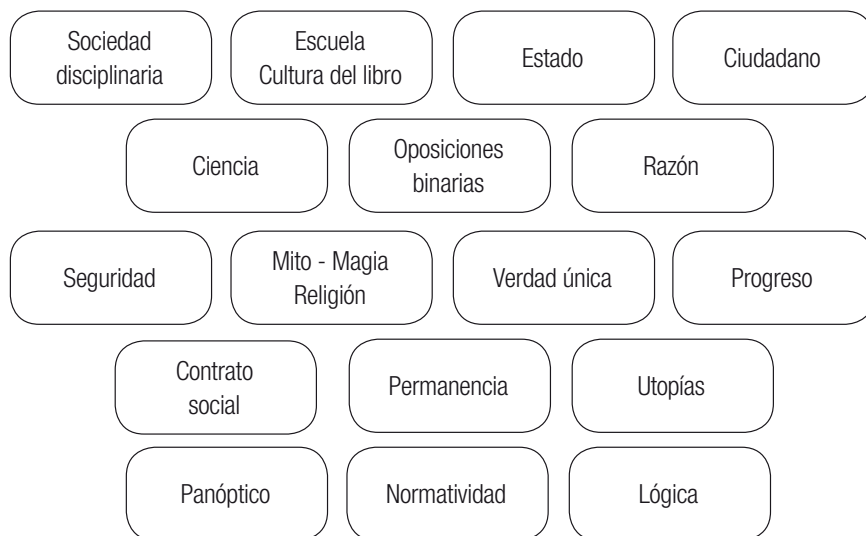 Sociedad
disciplinaria
Escuela
Cultura del libro
Estado
Ciudadano
Ciencia
Oposiciones
binarias
Razón
Seguridad
Mito - Magia
Religión
Verdad única
Progreso
Contrato
social
Permanencia
Utopías
Panóptico
Normatividad
Lógica